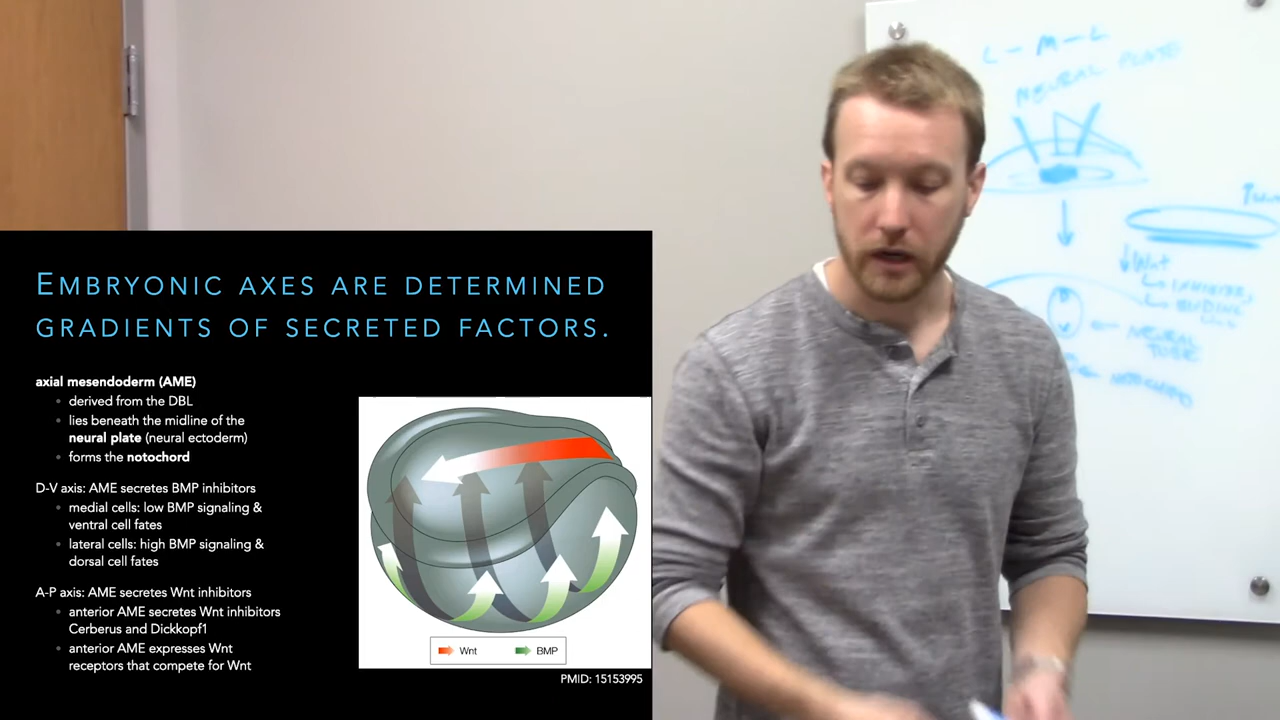 EMBRYONIC AXES ARE DETERMINED
GRADIENTS OF SECRETED FACTORS.
axial mesendoderm (AME)
• derived from the DBL
• lies beneath the midline of the
neural plate (neural ectoderm)
• forms the notochord
D-V axis: AME secretes BMP inhibitors
• medial cells: low BMP signaling &
ventral cell fates
• lateral cells: high BMP signaling &
dorsal cell fates
A-P axis: AME secretes Wnt inhibitors
• anterior AME secretes Wnt inhibitors
Cerberus and Dickkopf1
• anterior AME expresses Wnt
receptors that compete for Wnt
Wnt
BMP
PMID: 15153995
L - M - L
NEURAL PLATE
↓Wnt
NEURAL
TUBE
NOTOCHORD